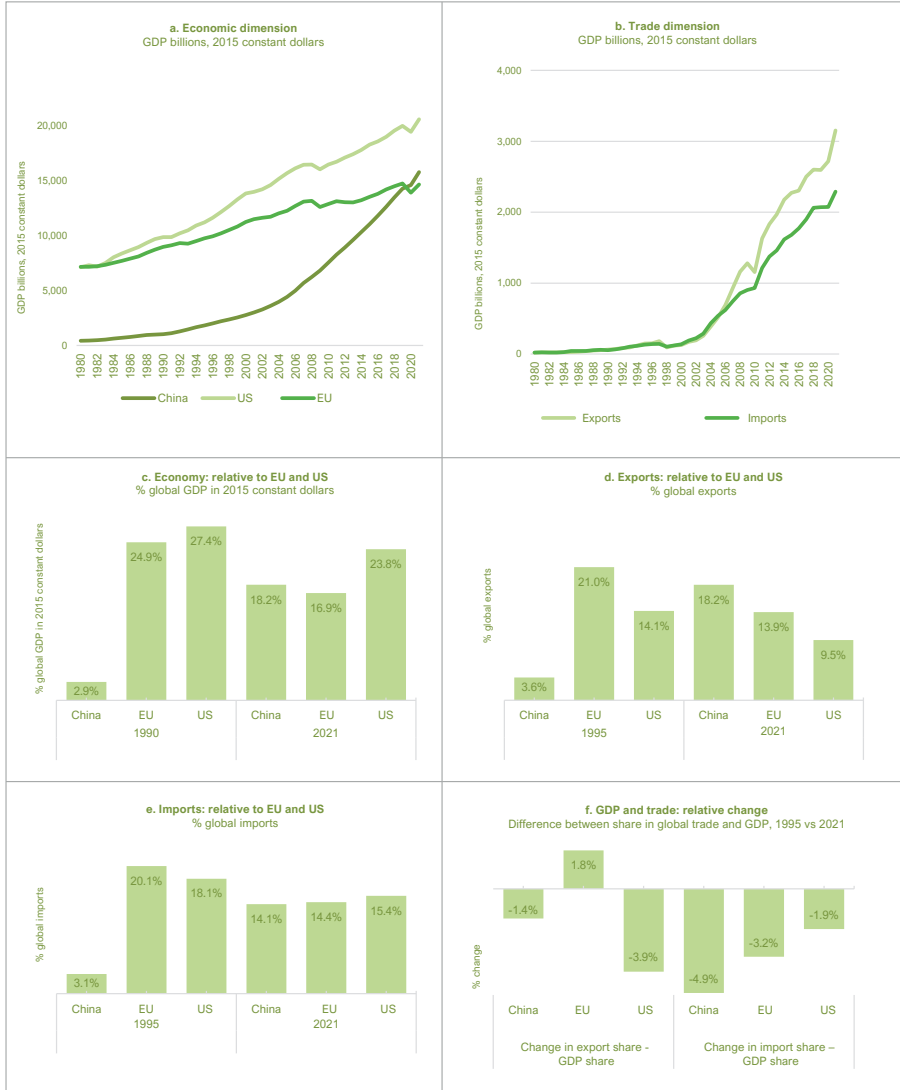 a. Economic dimension
GDP billions, 2015 constant dollars
GDP billions, 2015 constant dollars
20,000
15,000
10,000
5,000
0
1980 1982 1984 1986 1988 1990 1992 1994 1996 1998 2000 2002 2004 2006 2008 2010 2012 2014 2016 2018 2020
China US EU
b. Trade dimension
GDP billions, 2015 constant dollars
GDP billions, 2015 constant dollars
4,000
3,000
2,000
1,000
0
1980 1982 1984 1986 1988 1990 1992 1994 1996 1998 2000 2002 2004 2006 2008 2010 2012 2014 2016 2018 2020
Exports Imports
c. Economy: relative to EU and US
% global GDP in 2015 constant dollars
% global GDP in 2015 constant dollars
2.9% 24.9% 27.4% 18.2% 16.9% 23.8%
China EU US China EU US
1990 2021
d. Exports: relative to EU and US
% global exports
% global exports
3.6% 21.0% 14.1% 18.2% 13.9% 9.5%
China EU US China EU US
1995 2021
e. Imports: relative to EU and US
% global imports
% global imports
3.1% 20.1% 18.1% 14.1% 14.4% 15.4%
China EU US China EU US
1995 2021
f. GDP and trade: relative change
Difference between share in global trade and GDP, 1995 vs 2021
% change
-1.4% 1.8% -3.9% -4.9% -3.2% -1.9%
China EU US China EU US
Change in export share - Change in import share –
GDP share GDP share